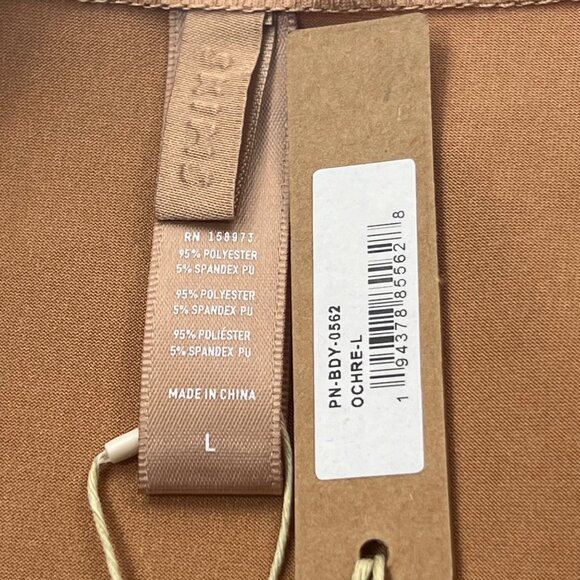 SKIMS
RN 158973
95% POLYESTER
5% SPANDEX PU
95% POLYESTER
5% SPANDEX PU
95% POLIÉSTER
5% SPANDEX PU
MADE IN CHINA
L
PN-BDY-0562
OCHRE-L
1 94378 85562 8